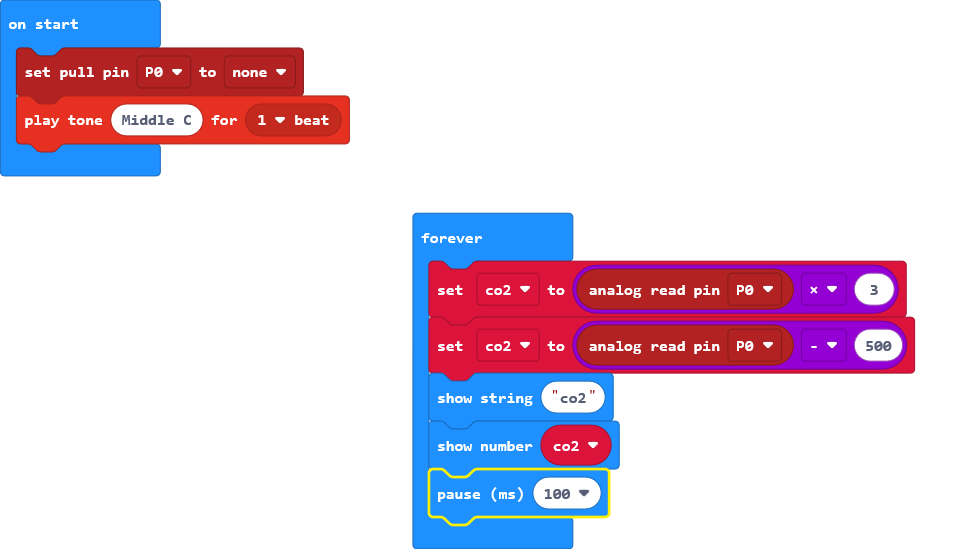 on start
set pull pin P0 to none
play tone Middle C for 1 beat
forever
set co2 to analog read pin P0 × 3
set co2 to analog read pin P0 - 500
show string "co2"
show number co2
pause (ms) 100